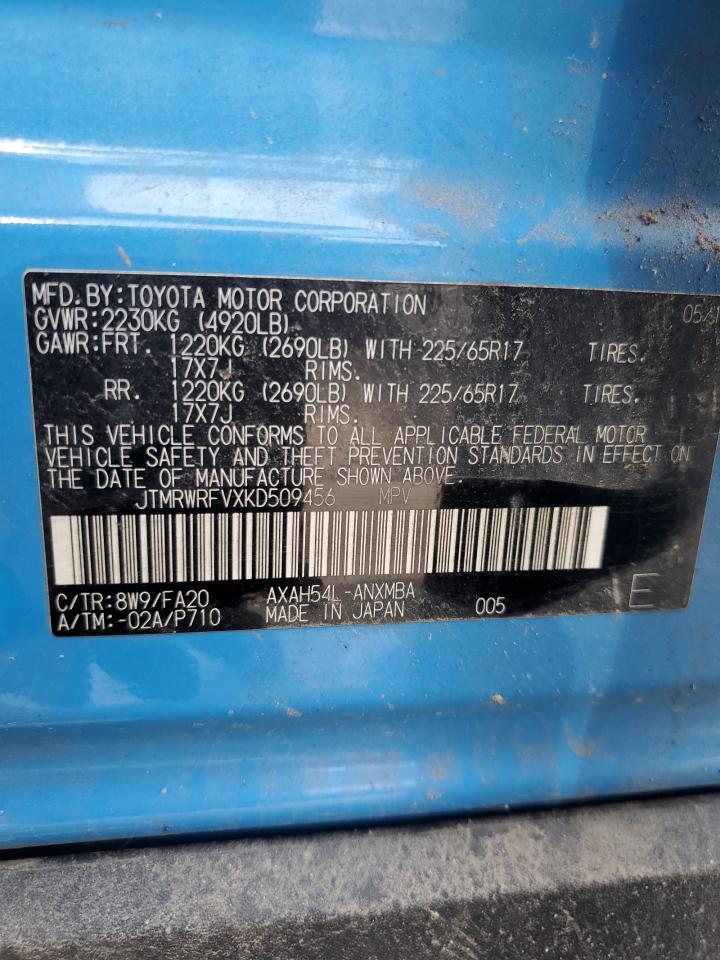 MFD. BY: TOYOTA MOTOR CORPORATION 05/1
GVWR: 2230KG (4920LB)
GAWR: FRT. 1220KG (2690LB) WITH 225/65R17 TIRES.
17X7J RIMS.
RR. 1220KG (2690LB) WITH 225/65R17 TIRES.
17X7J RIMS.
THIS VEHICLE CONFORMS TO ALL APPLICABLE FEDERAL MOTOR
VEHICLE SAFETY AND THEFT PREVENTION STANDARDS IN EFFECT ON
THE DATE OF MANUFACTURE SHOWN ABOVE.
JTMRWRFVXKD509456 MPV
C/TR: 8W9/FA20 AXAH54L-ANXMBA
A/TM: -02A/P710 MADE IN JAPAN 005 E